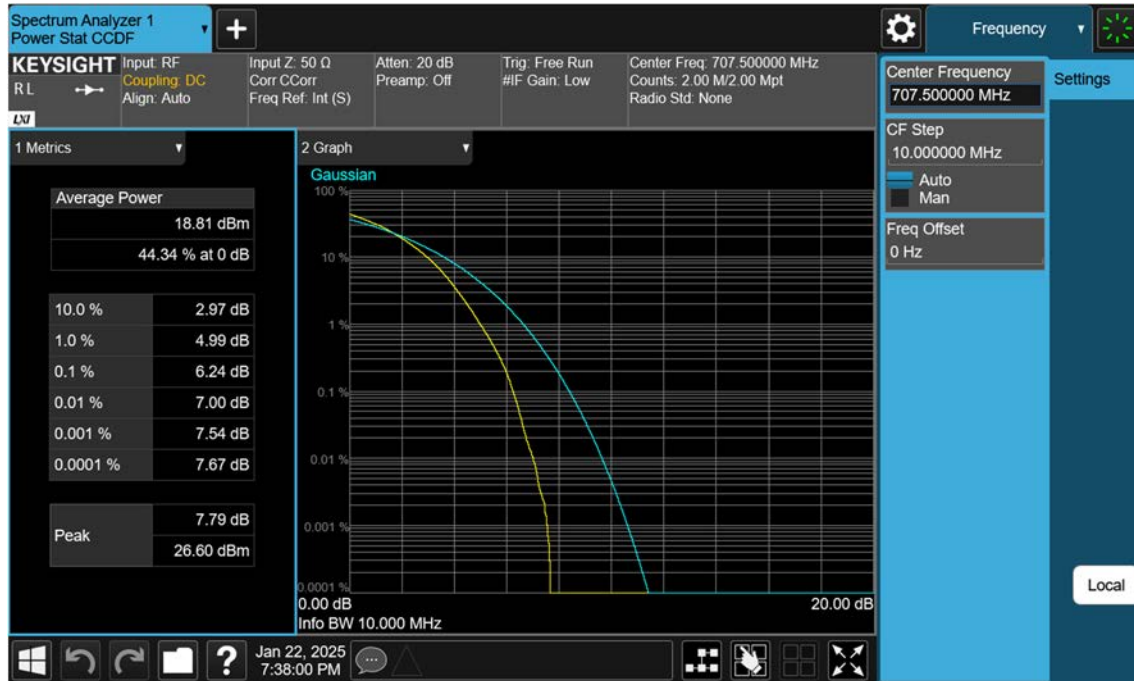 Spectrum Analyzer 1
Power Stat CCDF
+
Frequency
KEYSIGHT
R L
LXI
Input: RF
Coupling: DC
Align: Auto
Input Z: 50 Ω
Corr CCorr
Freq Ref: Int (S)
Atten: 20 dB
Preamp: Off
Trig: Free Run
#IF Gain: Low
Center Freq: 707.500000 MHz
Counts: 2.00 M/2.00 Mpt
Radio Std: None
Center Frequency
707.500000 MHz
Settings
CF Step
10.000000 MHz
Auto
Man
Freq Offset
0 Hz
Local
1 Metrics
Average Power
18.81 dBm
44.34 % at 0 dB
10.0 % 2.97 dB
1.0 % 4.99 dB
0.1 % 6.24 dB
0.01 % 7.00 dB
0.001 % 7.54 dB
0.0001 % 7.67 dB
Peak 7.79 dB
26.60 dBm
2 Graph
Gaussian
100 %
10 %
1 %
0.1 %
0.01 %
0.001 %
0.0001 %
0.00 dB 20.00 dB
Info BW 10.000 MHz
?
Jan 22, 2025
7:38:00 PM